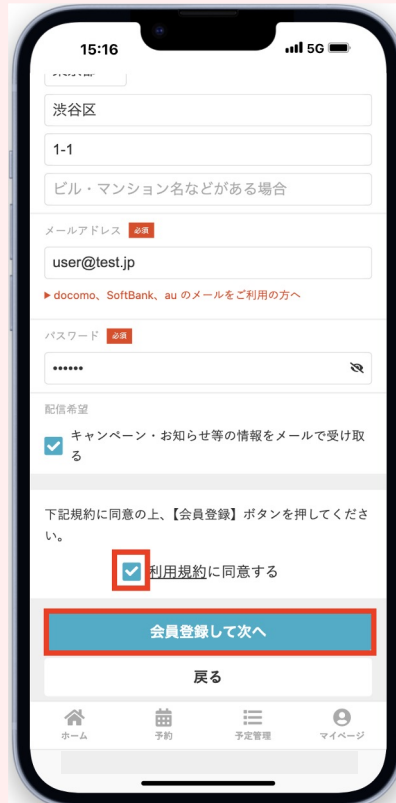 15:16
5G
渋谷区
1-1
ビル・マンション名などがある場合
メールアドレス 必須
user@test.jp
▶ docomo、SoftBank、au のメールをご利用の方へ
パスワード 必須
••••••
配信希望
キャンペーン・お知らせ等の情報をメールで受け取
る
下記規約に同意の上、【会員登録】ボタンを押してくださ
い。
利用規約に同意する
会員登録して次へ
戻る
ホーム
予約
予定管理
マイページ